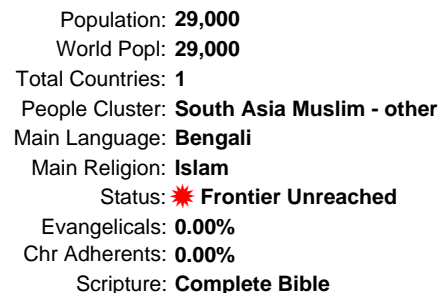 Population: 29,000
World Popl: 29,000
Total Countries: 1
People Cluster: South Asia Muslim - other
Main Language: Bengali
Main Religion: Islam
Status: Frontier Unreached
Evangelicals: 0.00%
Chr Adherents: 0.00%
Scripture: Complete Bible